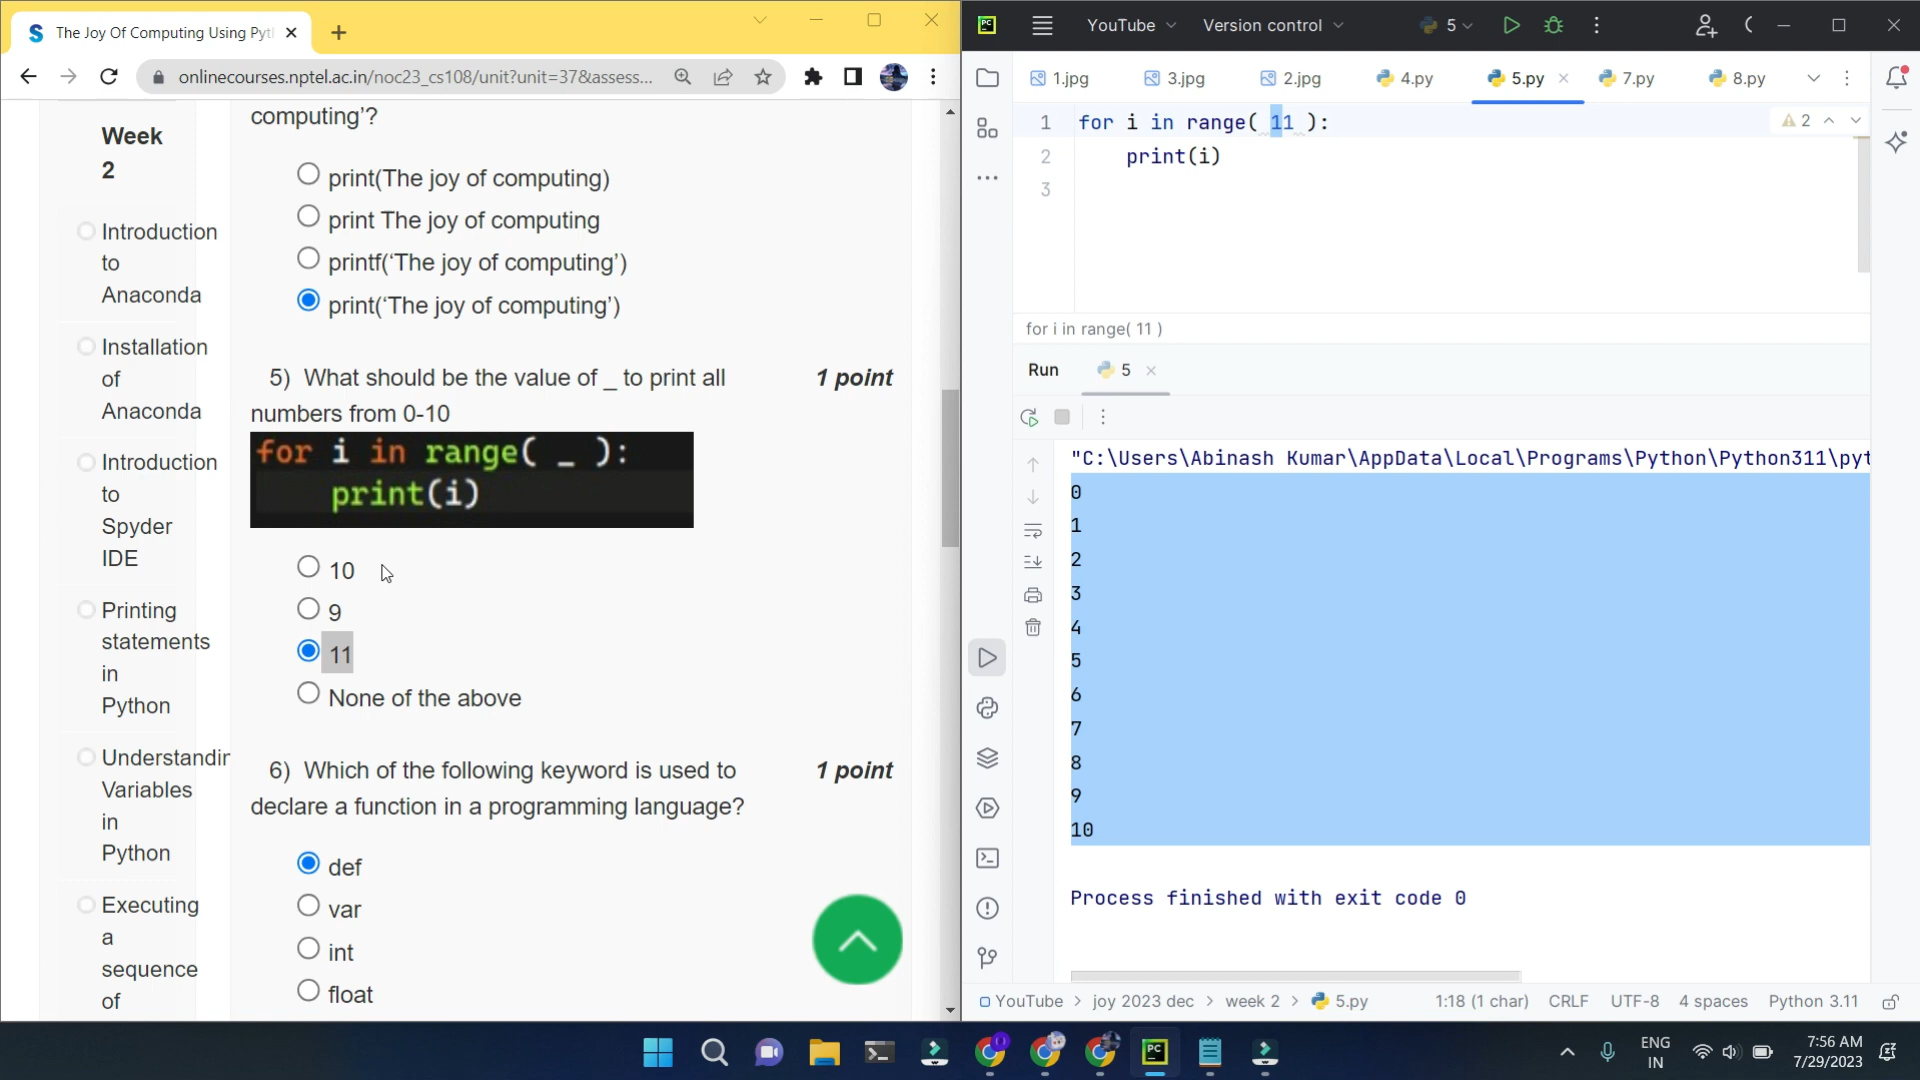 The Joy Of Computing Using Pyt
onlinecourses.nptel.ac.in/noc23_cs108/unit?unit=37&assess...
Week
2
Introduction
to
Anaconda
Installation
of
Anaconda
Introduction
to
Spyder
IDE
Printing
statements
in
Python
Understandin
Variables
in
Python
Executing
a
sequence
of
computing’?
print(The joy of computing)
print The joy of computing
printf(‘The joy of computing’)
print(‘The joy of computing’)
5) What should be the value of _ to print all
1 point
numbers from 0-10
for i in range( _ ):
print(i)
10
9
11
None of the above
6) Which of the following keyword is used to
1 point
declare a function in a programming language?
def
var
int
float
PC
YouTube
Version control
5
1.jpg
3.jpg
2.jpg
4.py
5.py
7.py
8.py
1 for i in range( 11 ):
2 print(i)
3
2
for i in range( 11 )
Run
5
"C:\Users\Abinash Kumar\AppData\Local\Programs\Python\Python311\pyt
0
1
2
3
4
5
6
7
8
9
10
Process finished with exit code 0
YouTube > joy 2023 dec > week 2 > 5.py
1:18 (1 char)
CRLF
UTF-8
4 spaces
Python 3.11
PC
ENG
IN
7:56 AM
7/29/2023